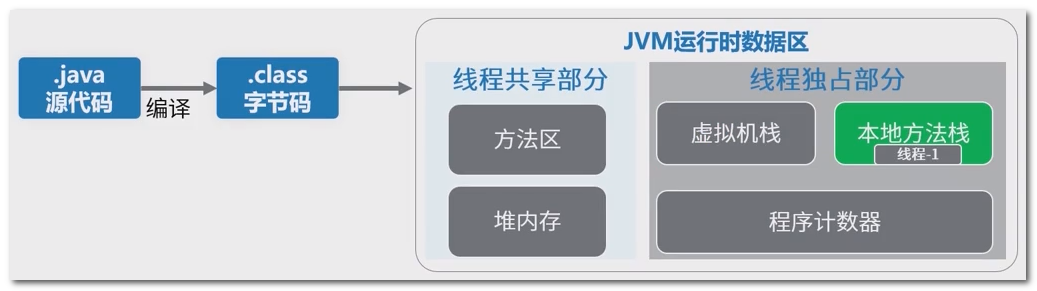 JVM运行时数据区
.java
源代码
编译
.class
字节码
线程共享部分
方法区
堆内存
线程独占部分
虚拟机栈
本地方法栈
线程-1
程序计数器